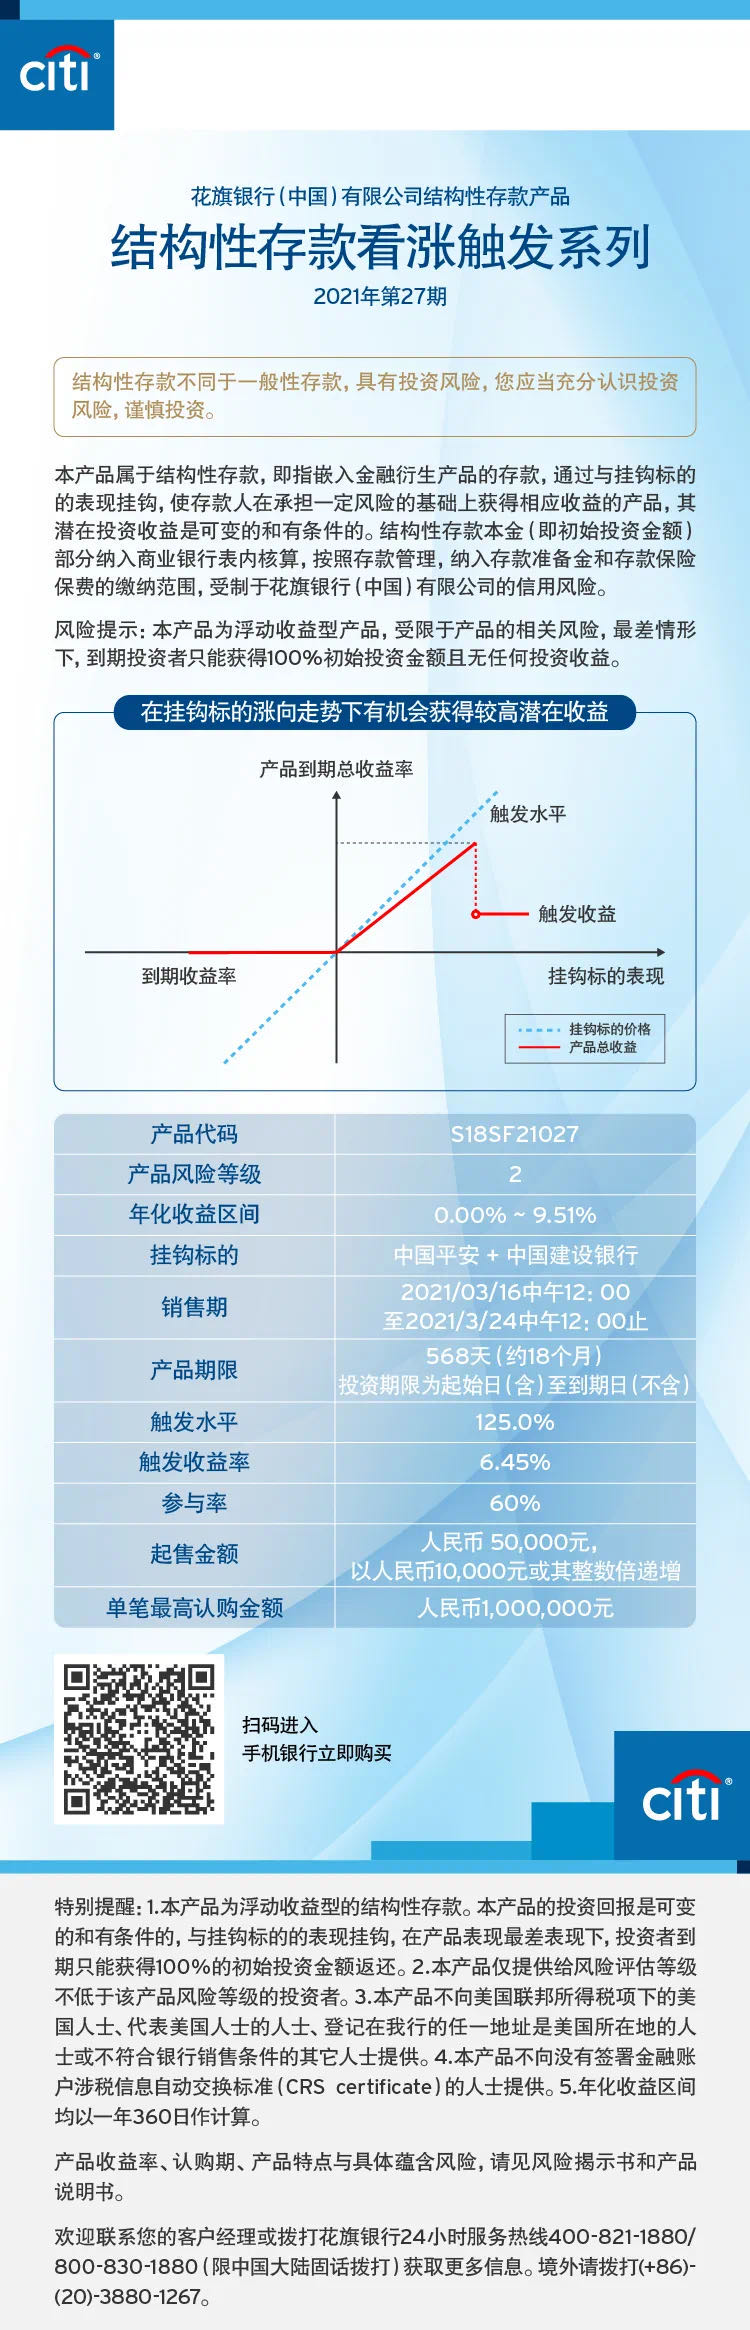 citi®
花旗银行（中国）有限公司结构性存款产品
结构性存款看涨触发系列
2021年第27期
结构性存款不同于一般性存款，具有投资风险，您应当充分认识投资
风险，谨慎投资。
本产品属于结构性存款，即指嵌入金融衍生产品的存款，通过与挂钩标的
的表现挂钩，使存款人在承担一定风险的基础上获得相应收益的产品，其
潜在投资收益是可变的和有条件的。结构性存款本金（即初始投资金额）
部分纳入商业银行表内核算，按照存款管理，纳入存款准备金和存款保险
保费的缴纳范围，受制于花旗银行（中国）有限公司的信用风险。
风险提示：本产品为浮动收益型产品，受限于产品的相关风险，最差情形
下，到期投资者只能获得100%初始投资金额且无任何投资收益。
在挂钩标的涨向走势下有机会获得较高潜在收益
产品到期总收益率
触发水平
触发收益
到期收益率
挂钩标的表现
挂钩标的价格
产品总收益
产品代码 S18SF21027
产品风险等级 2
年化收益区间 0.00% ~ 9.51%
挂钩标的 中国平安 + 中国建设银行
销售期 2021/03/16中午12：00
至2021/3/24中午12：00止
产品期限 568天（约18个月）
投资期限为起始日（含）至到期日（不含）
触发水平 125.0%
触发收益率 6.45%
参与率 60%
起售金额 人民币 50,000元，
以人民币10,000元或其整数倍递增
单笔最高认购金额 人民币1,000,000元
扫码进入
手机银行立即购买
citi®
特别提醒：1.本产品为浮动收益型的结构性存款。本产品的投资回报是可变
的和有条件的，与挂钩标的的表现挂钩，在产品表现最差表现下，投资者到
期只能获得100%的初始投资金额返还。2.本产品仅提供给风险评估等级
不低于该产品风险等级的投资者。3.本产品不向美国联邦所得税项下的美
国人士、代表美国人士的人士、登记在我行的任一地址是美国所在地的人
士或不符合银行销售条件的其它人士提供。4.本产品不向没有签署金融账
户涉税信息自动交换标准（CRS certificate）的人士提供。5.年化收益区间
均以一年360日作计算。
产品收益率、认购期、产品特点与具体蕴含风险，请见风险揭示书和产品
说明书。
欢迎联系您的客户经理或拨打花旗银行24小时服务热线400-821-1880/
800-830-1880（限中国大陆固话拨打）获取更多信息。境外请拨打(+86)-
(20)-3880-1267。